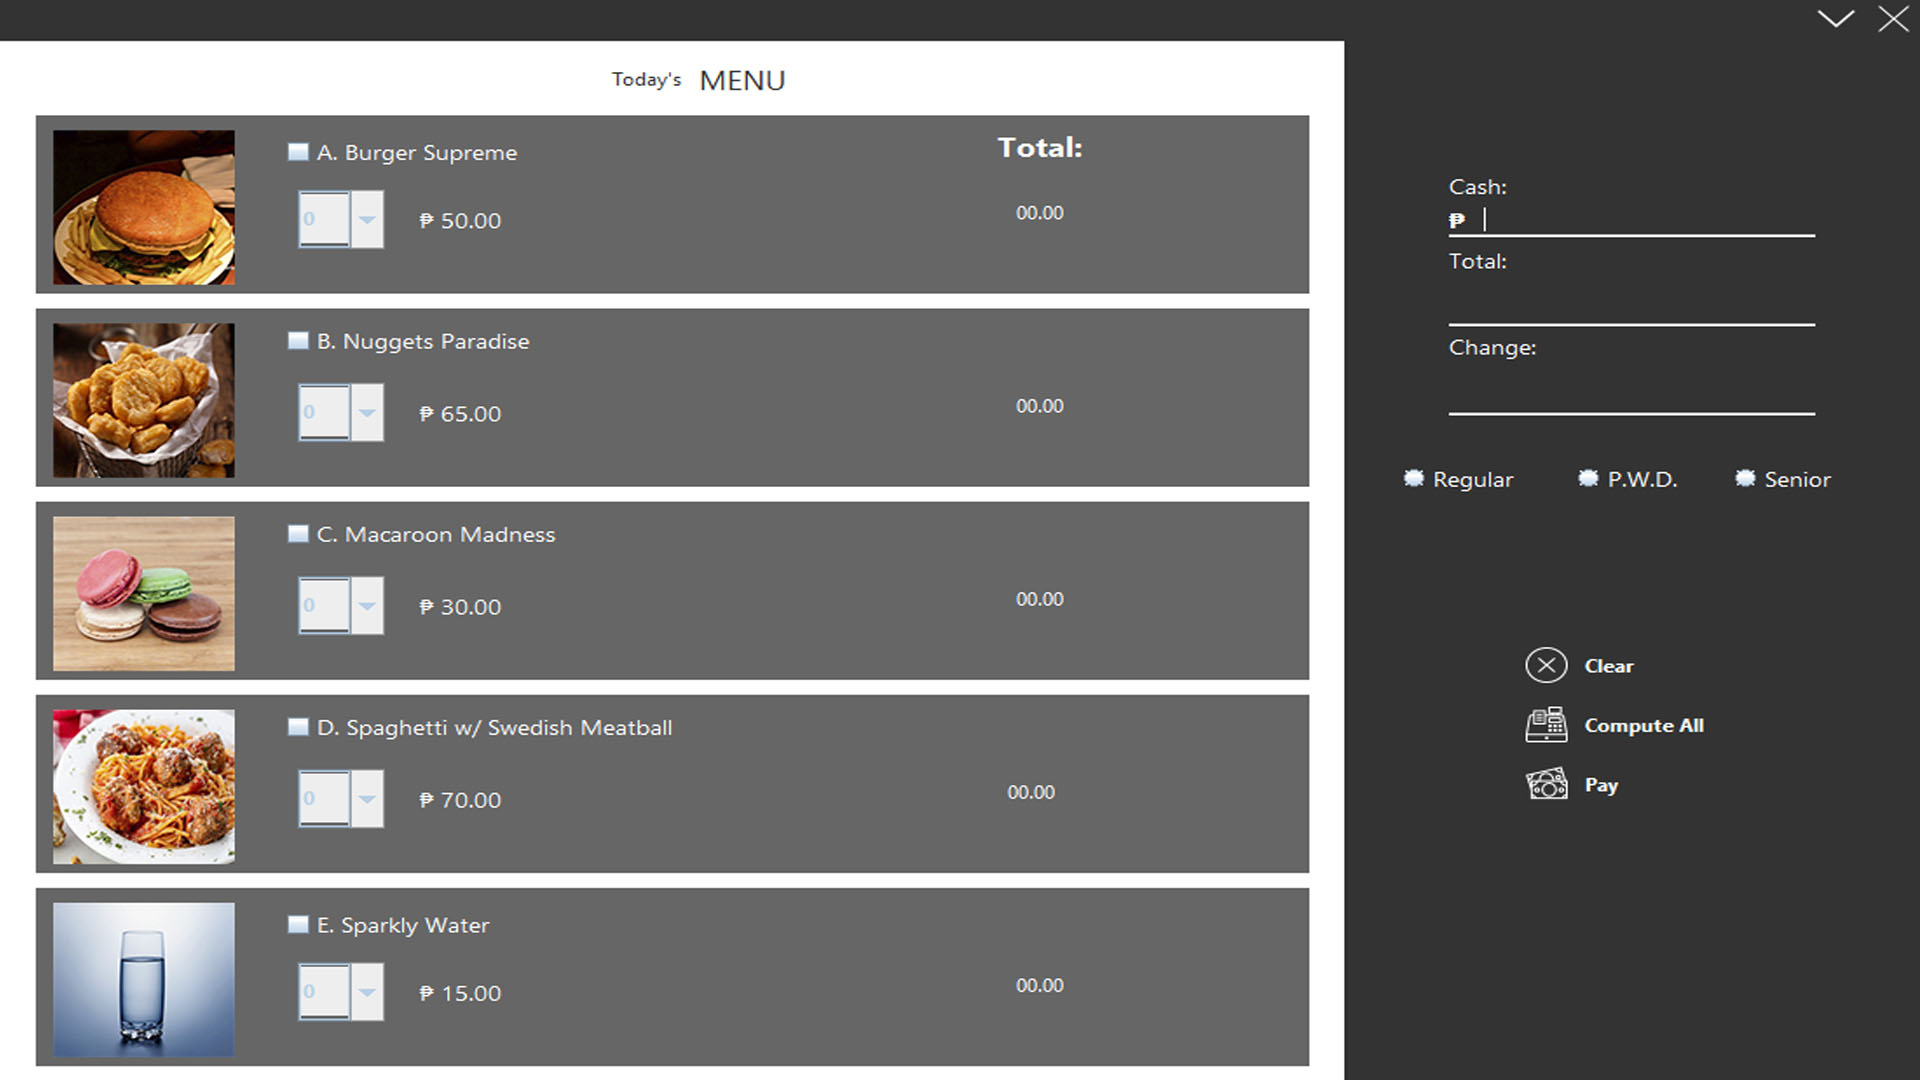 Today's MENU
A. Burger Supreme
Total:
0
₱ 50.00
00.00
B. Nuggets Paradise
0
₱ 65.00
00.00
C. Macaroon Madness
0
₱ 30.00
00.00
D. Spaghetti w/ Swedish Meatball
0
₱ 70.00
00.00
E. Sparkly Water
0
₱ 15.00
00.00
Cash:
₱
Total:
Change:
Regular
P.W.D.
Senior
Clear
Compute All
Pay